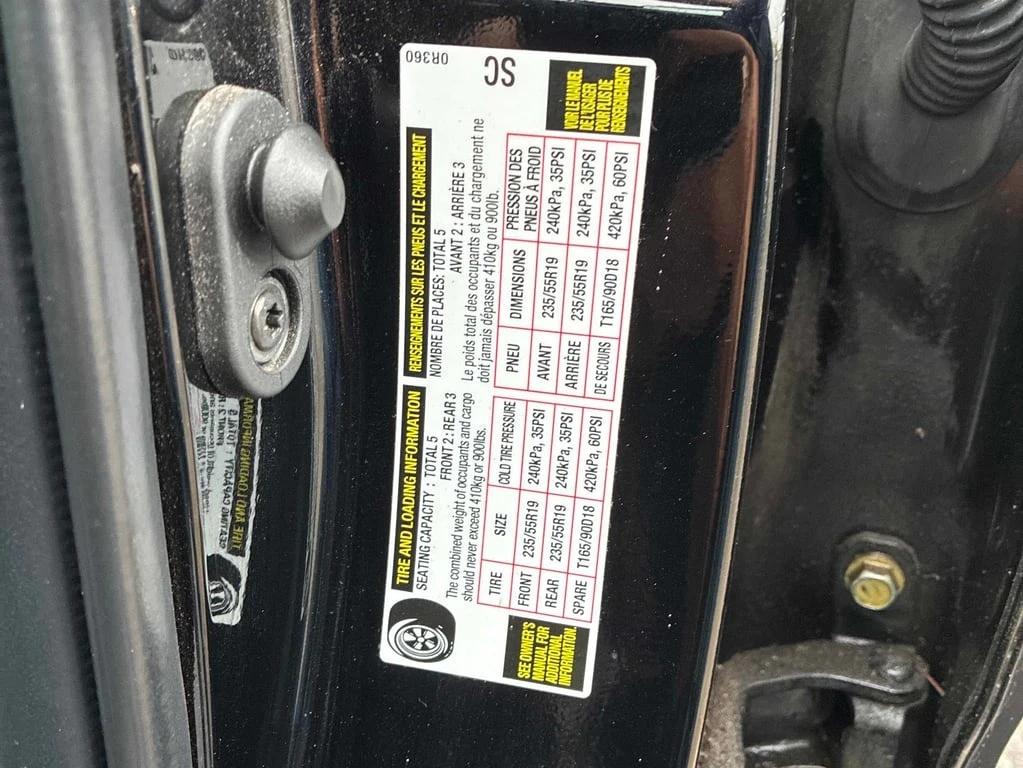 TIRE AND LOADING INFORMATION
SEATING CAPACITY : TOTAL 5
FRONT 2 : REAR 3
The combined weight of occupants and cargo
should never exceed 410kg or 900lbs.
TIRE SIZE COLD TIRE PRESSURE
FRONT 235/55R19 240kPa, 35PSI
REAR 235/55R19 240kPa, 35PSI
SPARE T165/90D18 420kPa, 60PSI
SEE OWNER'S
MANUAL FOR
ADDITIONAL
INFORMATION.
RENSEIGNEMENTS SUR LES PNEUS ET LE CHARGEMENT
NOMBRE DE PLACES: TOTAL 5
AVANT 2 : ARRIÈRE 3
Le poids total des occupants et du chargement ne
doit jamais dépasser 410kg ou 900lb.
PNEU DIMENSIONS PRESSION DES
PNEUS À FROID
AVANT 235/55R19 240kPa, 35PSI
ARRIÈRE 235/55R19 240kPa, 35PSI
DE SECOURS T165/90D18 420kPa, 60PSI
VOIR LE MANUEL
DE L'USAGER
POUR PLUS DE
RENSEIGNEMENTS
0R360
SC